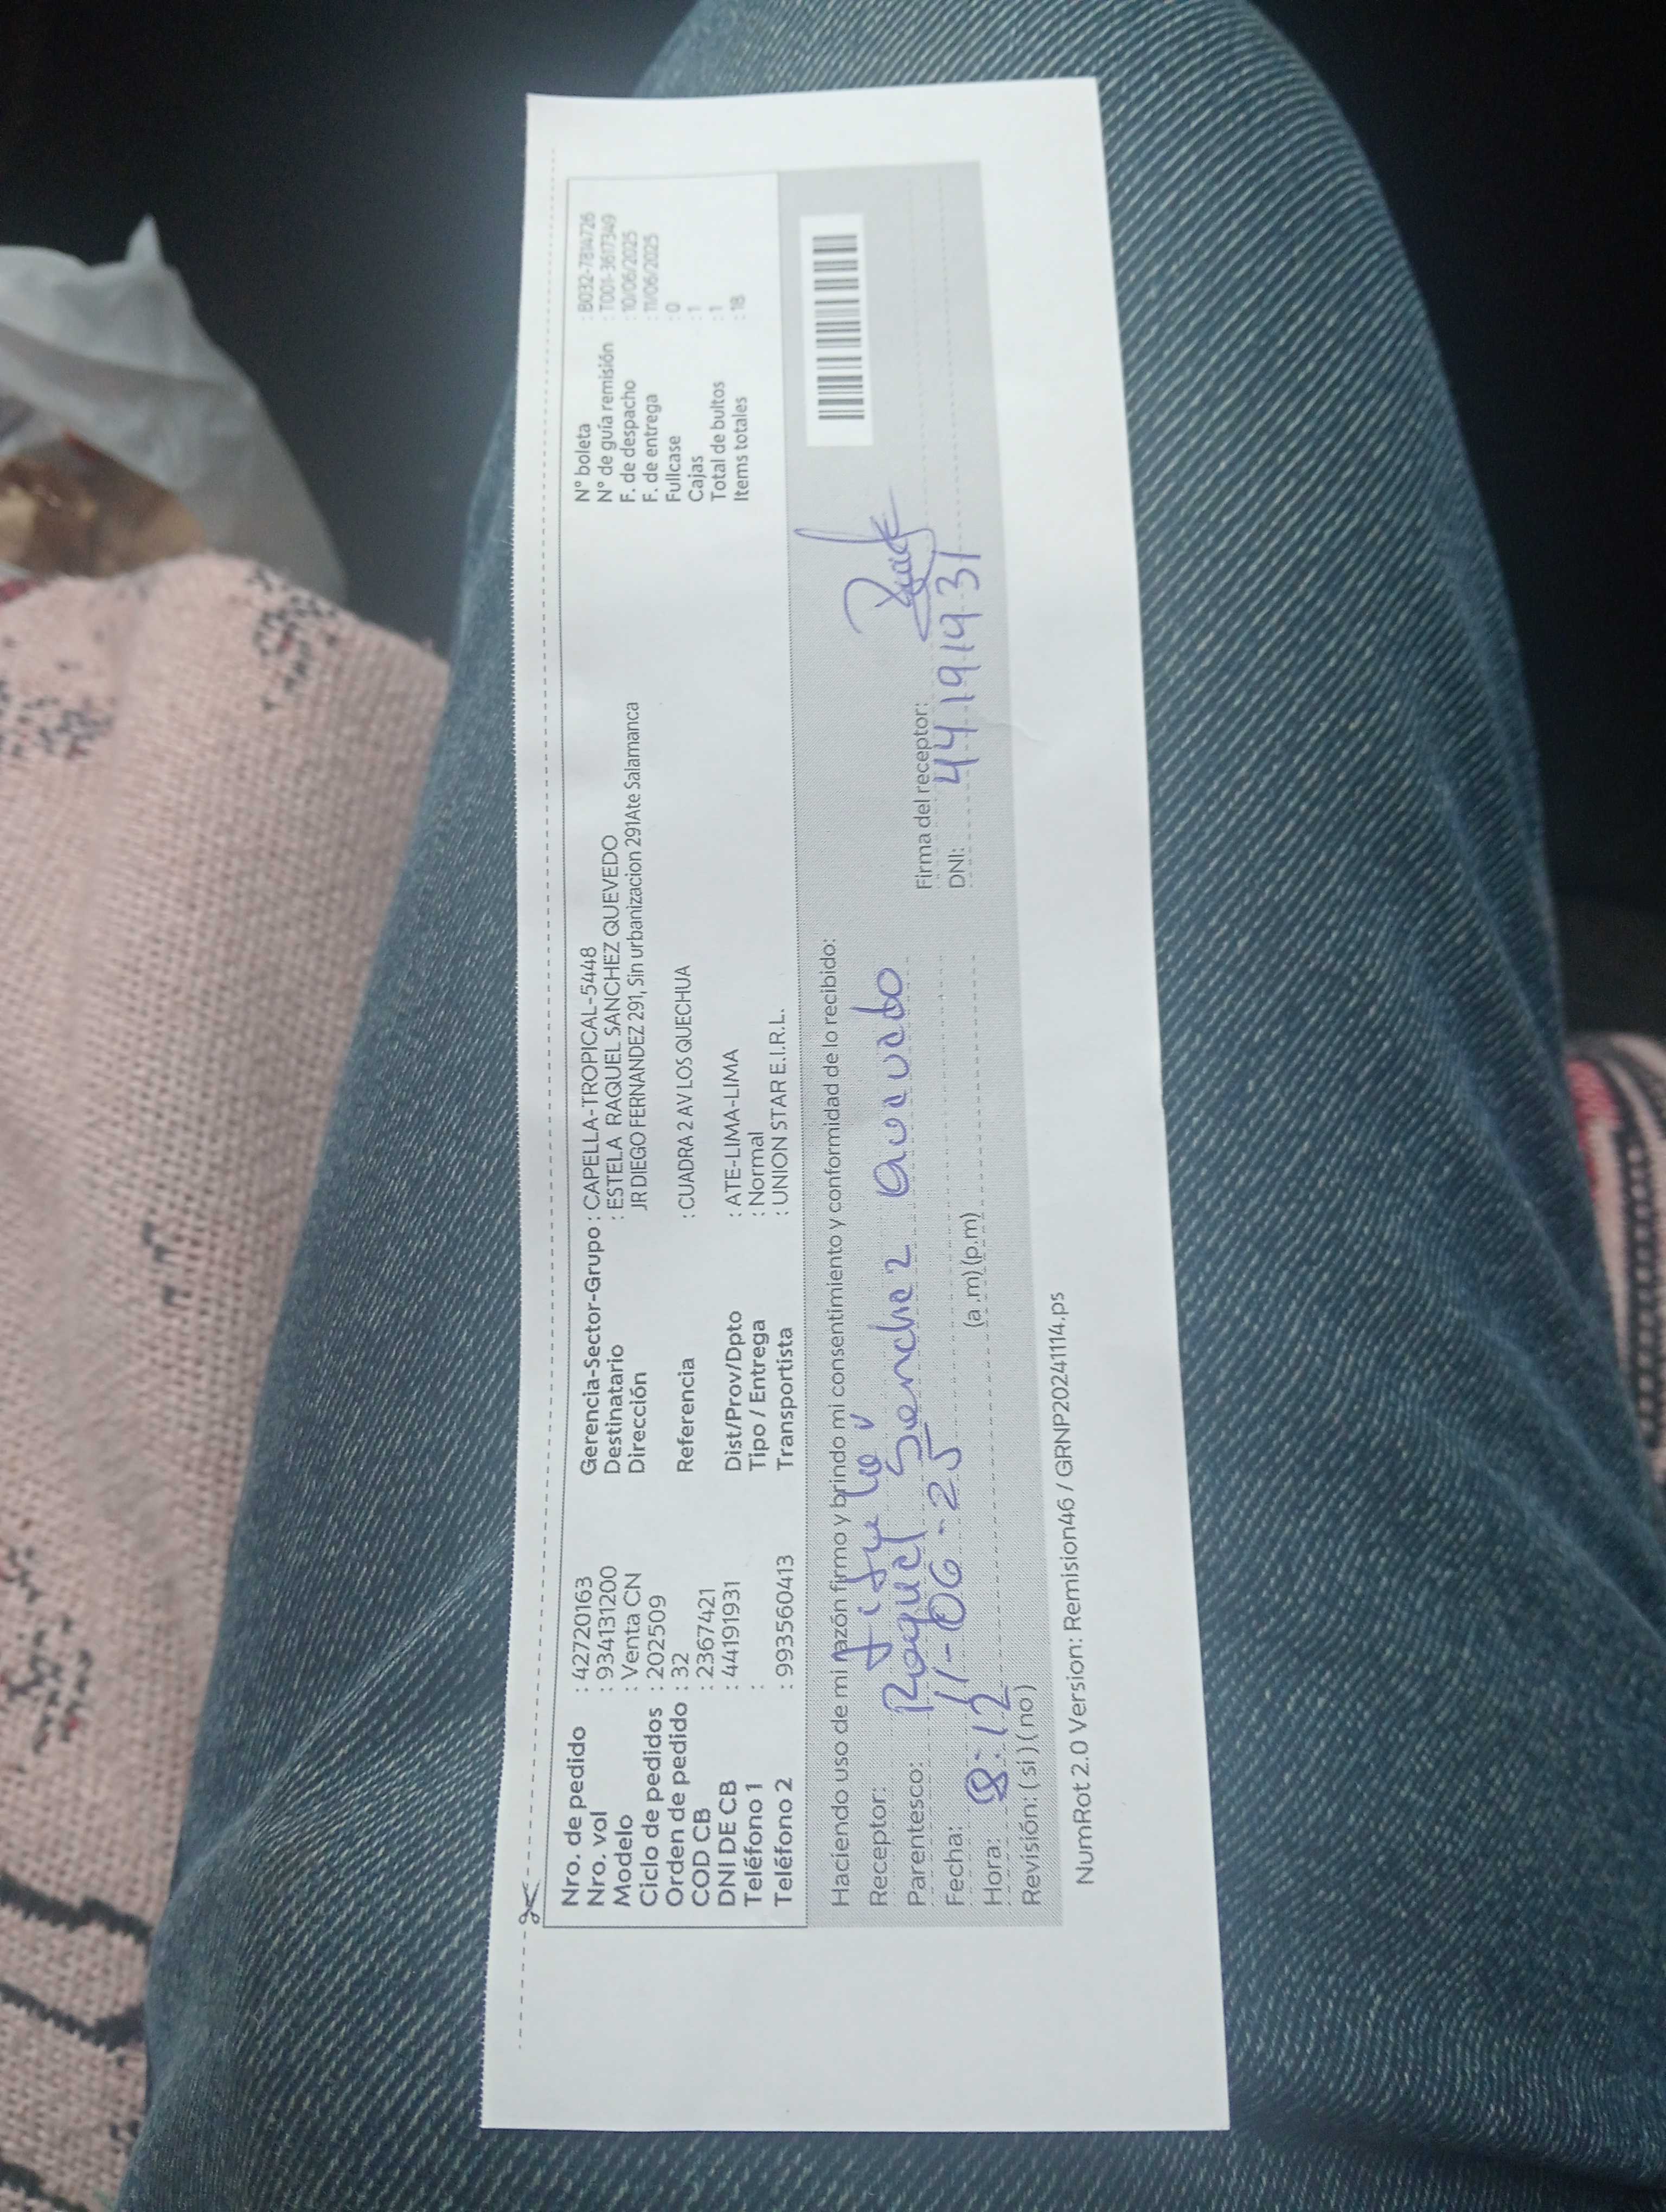 Nro. de pedido : 42720163
Nro. vol : 934131200
Modelo : Venta CN
Ciclo de pedidos : 202509
Orden de pedido : 32
COD CB : 2367421
DNI DE CB : 44191931
Teléfono 1 :
Teléfono 2 : 993560413
Gerencia-Sector-Grupo : CAPELLA-TROPICAL-5448
Destinatario : ESTELA RAQUEL SANCHEZ QUEVEDO
Dirección JR DIEGO FERNANDEZ 291, Sin urbanizacion 291Ate Salamanca
Referencia : CUADRA 2 AV LOS QUECHUA
Dist/Prov/Dpto : ATE-LIMA-LIMA
Tipo / Entrega : Normal
Transportista : UNION STAR E.I.R.L.
N° boleta : B032-7814726
N° de guía remisión : T001-3617349
F. de despacho : 10/06/2025
F. de entrega : 11/06/2025
Fullcase : 0
Cajas : 1
Total de bultos : 1
Items totales : 18
Haciendo uso de mi razón firmo y brindo mi consentimiento y conformidad de lo recibido:
Receptor:
Parentesco: Raquel Sanchez
Fecha: 11-06-25
Hora: 8:12 (a .m) (p.m)
Revisión: ( si ) ( no )
Firma del receptor:
DNI: 44191931
NumRot 2.0 Version: Remision46 / GRNP20241114.ps